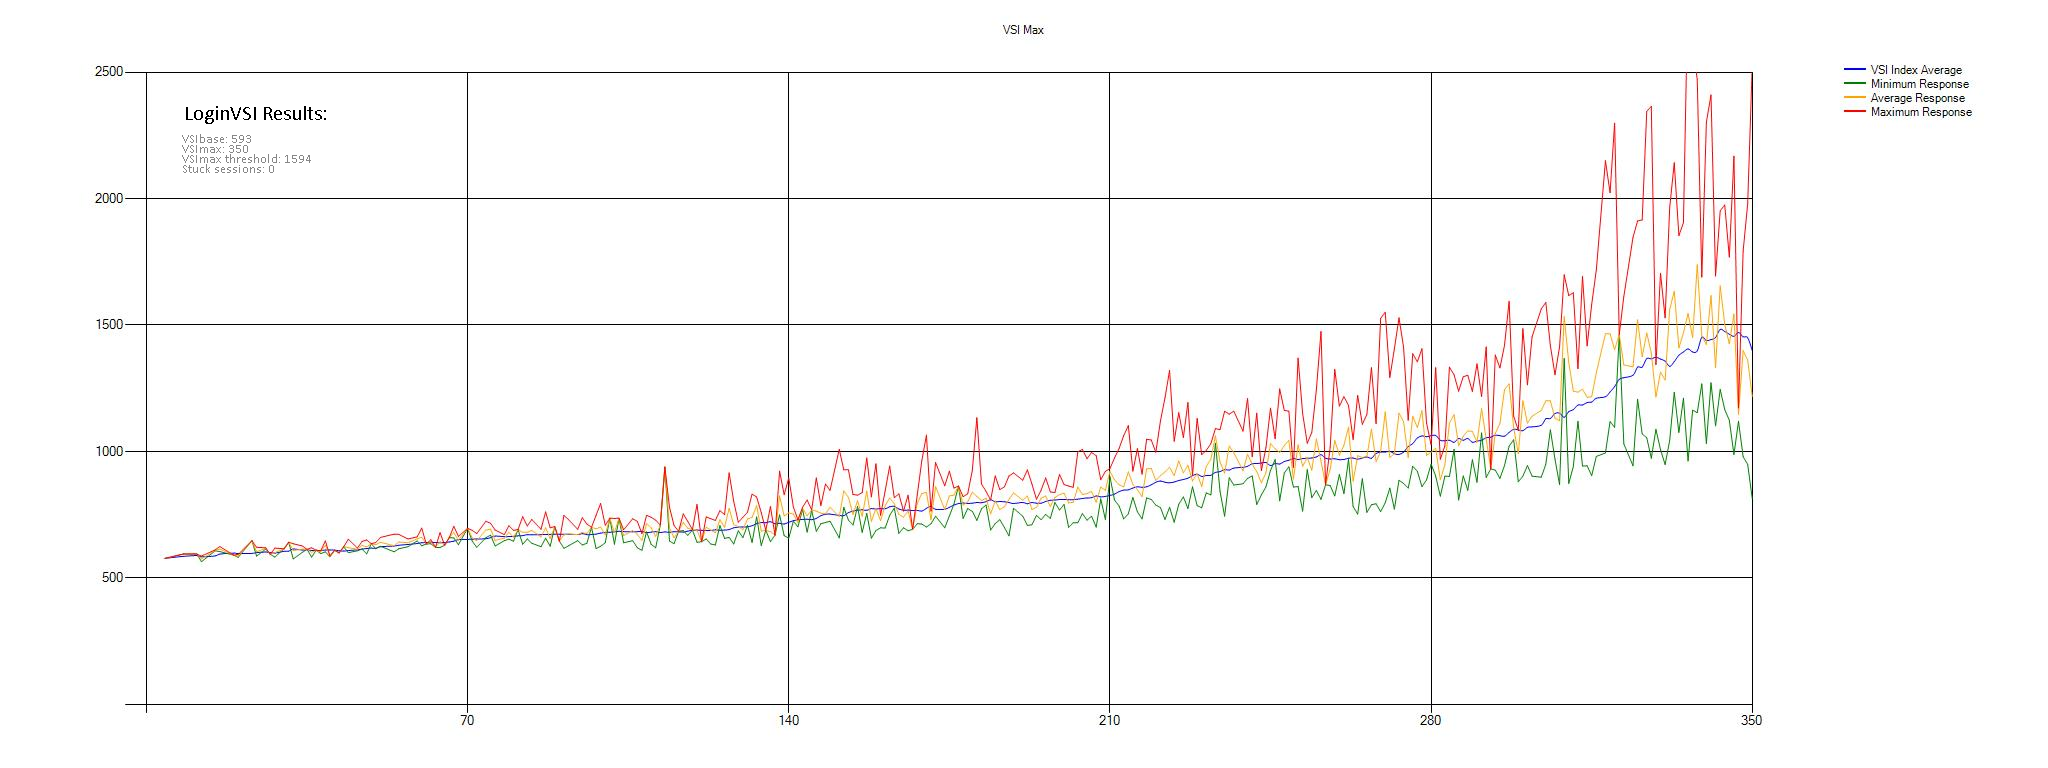 VSI Max
2500
2000
1500
1000
500
70
140
210
280
350
LoginVSI Results:
VSIbase: 593
VSImax: 350
VSImax threshold: 1594
Stuck sessions: 0
VSI Index Average
Minimum Response
Average Response
Maximum Response